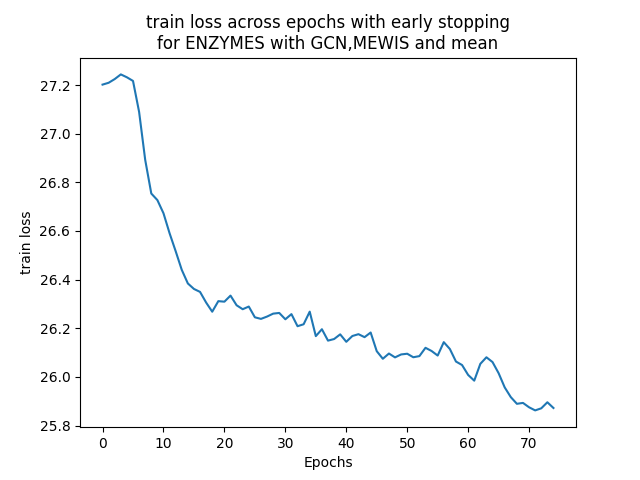 train loss across epochs with early stopping
for ENZYMES with GCN,MEWIS and mean
27.2
27.0
26.8
26.6
26.4
26.2
26.0
25.8
train loss
0 10 20 30 40 50 60 70
Epochs